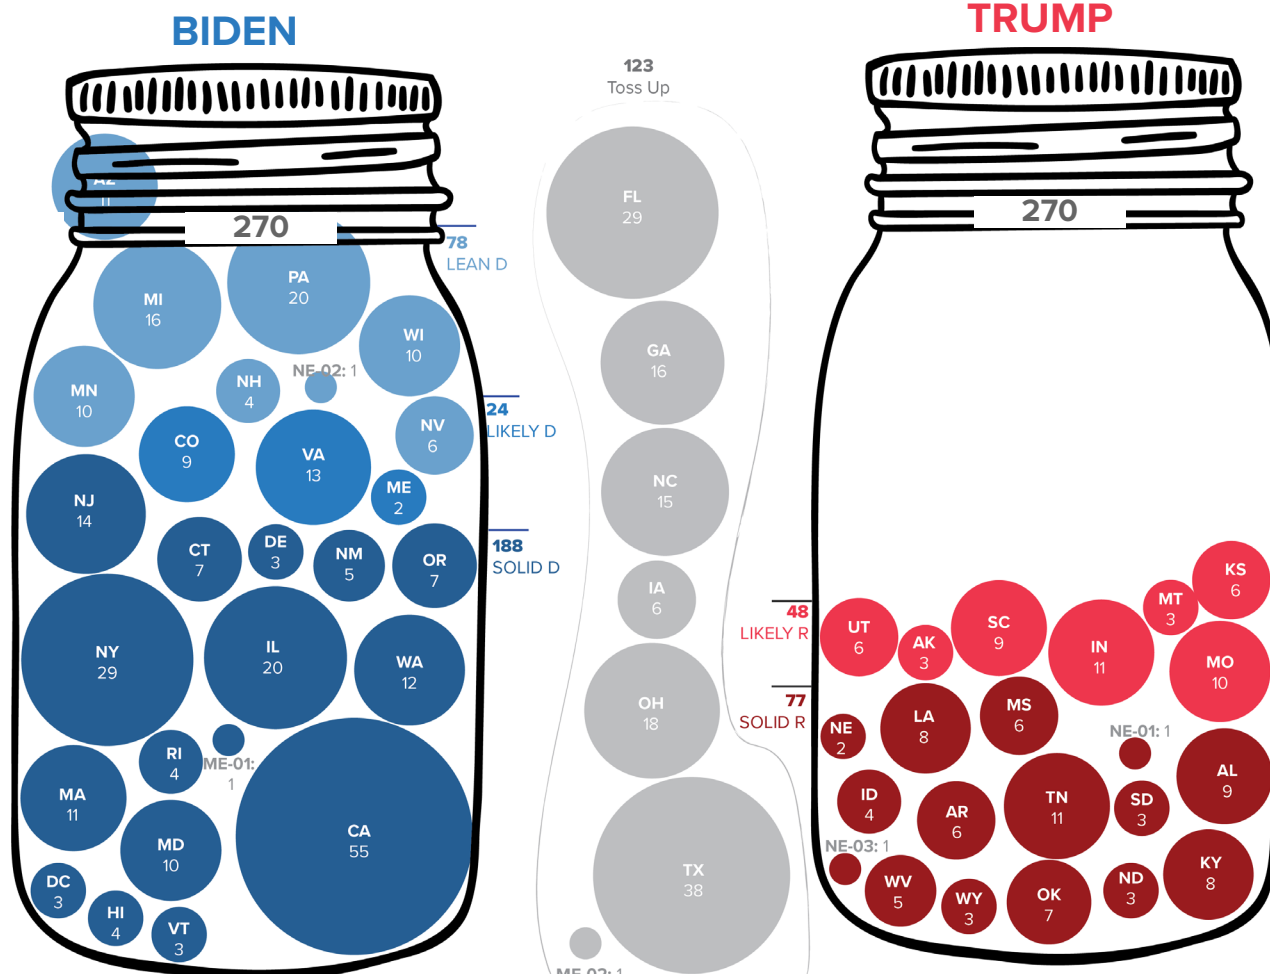 BIDEN
TRUMP
123
Toss Up
AZ
11
270
270
78
LEAN D
FL
29
MI
16
PA
20
WI
10
GA
16
MN
10
NH
4
NE-02: 1
NV
6
24
LIKELY D
CO
9
VA
13
ME
2
NC
15
NJ
14
CT
7
DE
3
NM
5
OR
7
188
SOLID D
IA
6
48
LIKELY R
KS
6
MT
3
UT
6
AK
3
SC
9
IN
11
MO
10
NY
29
IL
20
WA
12
OH
18
77
SOLID R
NE
2
LA
8
MS
6
NE-01: 1
AL
9
RI
4
ME-01:
1
MA
11
MD
10
CA
55
ID
4
AR
6
TN
11
SD
3
TX
38
NE-03: 1
WV
5
WY
3
OK
7
ND
3
KY
8
DC
3
HI
4
VT
3
ME-02: 1